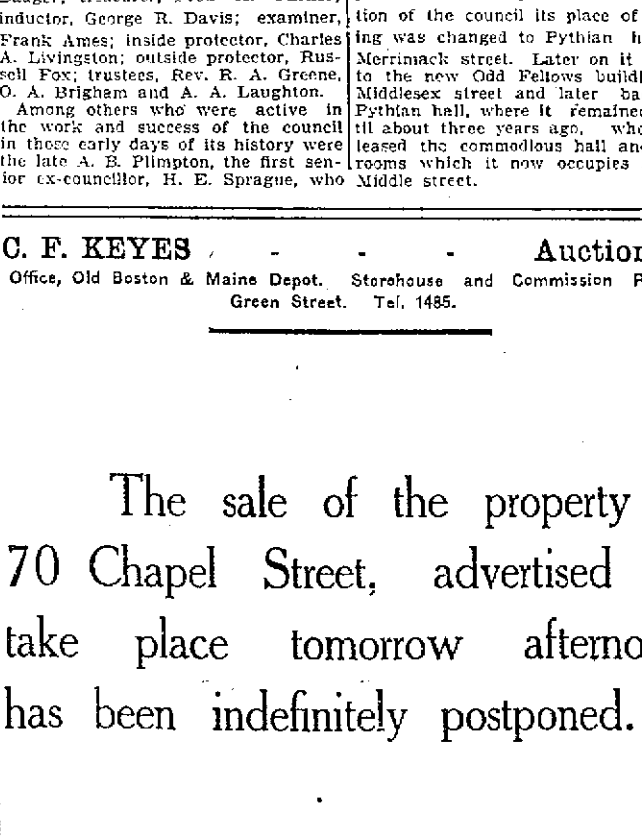 inductor, George R. Davis; examiner,
Frank Ames; inside protector, Charles
A. Livingston; outside protector, Rus-
sell Fox; trustees, Rev. R. A. Greene,
O. A. Brigham and A. A. Laughton.
Among others who were active in
the work and success of the council
in those early days of its history were
the late A. B. Plimpton, the first sen-
ior ex-councillor, H. E. Sprague, who
tion of the council its place of
ing was changed to Pythian
Merrimack street. Later on it
to the new Odd Fellows
Middlesex street and later
Pythian hall, where it remained
til about three years ago,
leased the commodious hall
rooms which it now occupies
Middle street.
C. F. KEYES - - - Auction
Office, Old Boston & Maine Depot. Storehouse and Commission R
Green Street. Tel. 1485.
The sale of the property
70 Chapel Street, advertised
take place tomorrow afterno
has been indefinitely postponed.